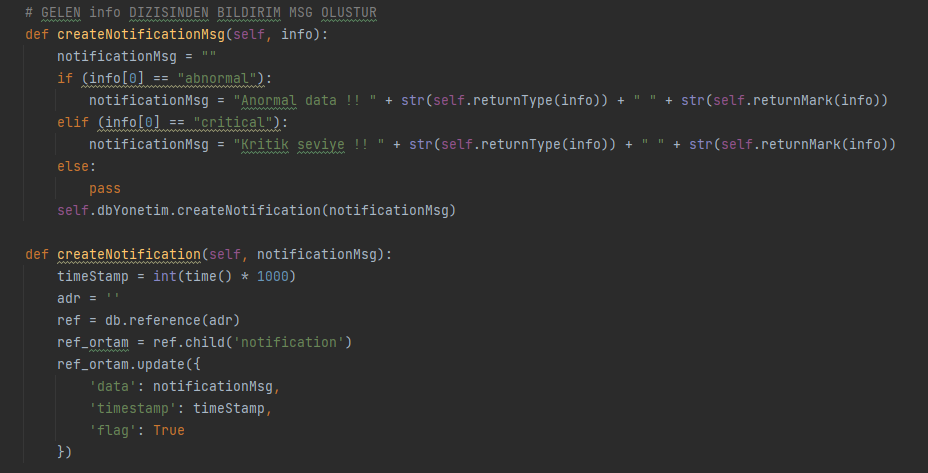 # GELEN info DIZISINDEN BILDIRIM MSG OLUSTUR
def createNotificationMsg(self, info):
    notificationMsg = ""
    if (info[0] == "abnormal"):
        notificationMsg = "Anormal data !! " + str(self.returnType(info)) + " " + str(self.returnMark(info))
    elif (info[0] == "critical"):
        notificationMsg = "Kritik seviye !! " + str(self.returnType(info)) + " " + str(self.returnMark(info))
    else:
        pass
    self.dbYonetim.createNotification(notificationMsg)

def createNotification(self, notificationMsg):
    timeStamp = int(time() * 1000)
    adr = ''
    ref = db.reference(adr)
    ref_ortam = ref.child('notification')
    ref_ortam.update({
        'data': notificationMsg,
        'timestamp': timeStamp,
        'flag': True
    })